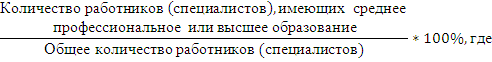 Количество работников (специалистов), имеющих среднее
профессиональное или высшее образование
Общее количество работников (специалистов)
* 100%, где